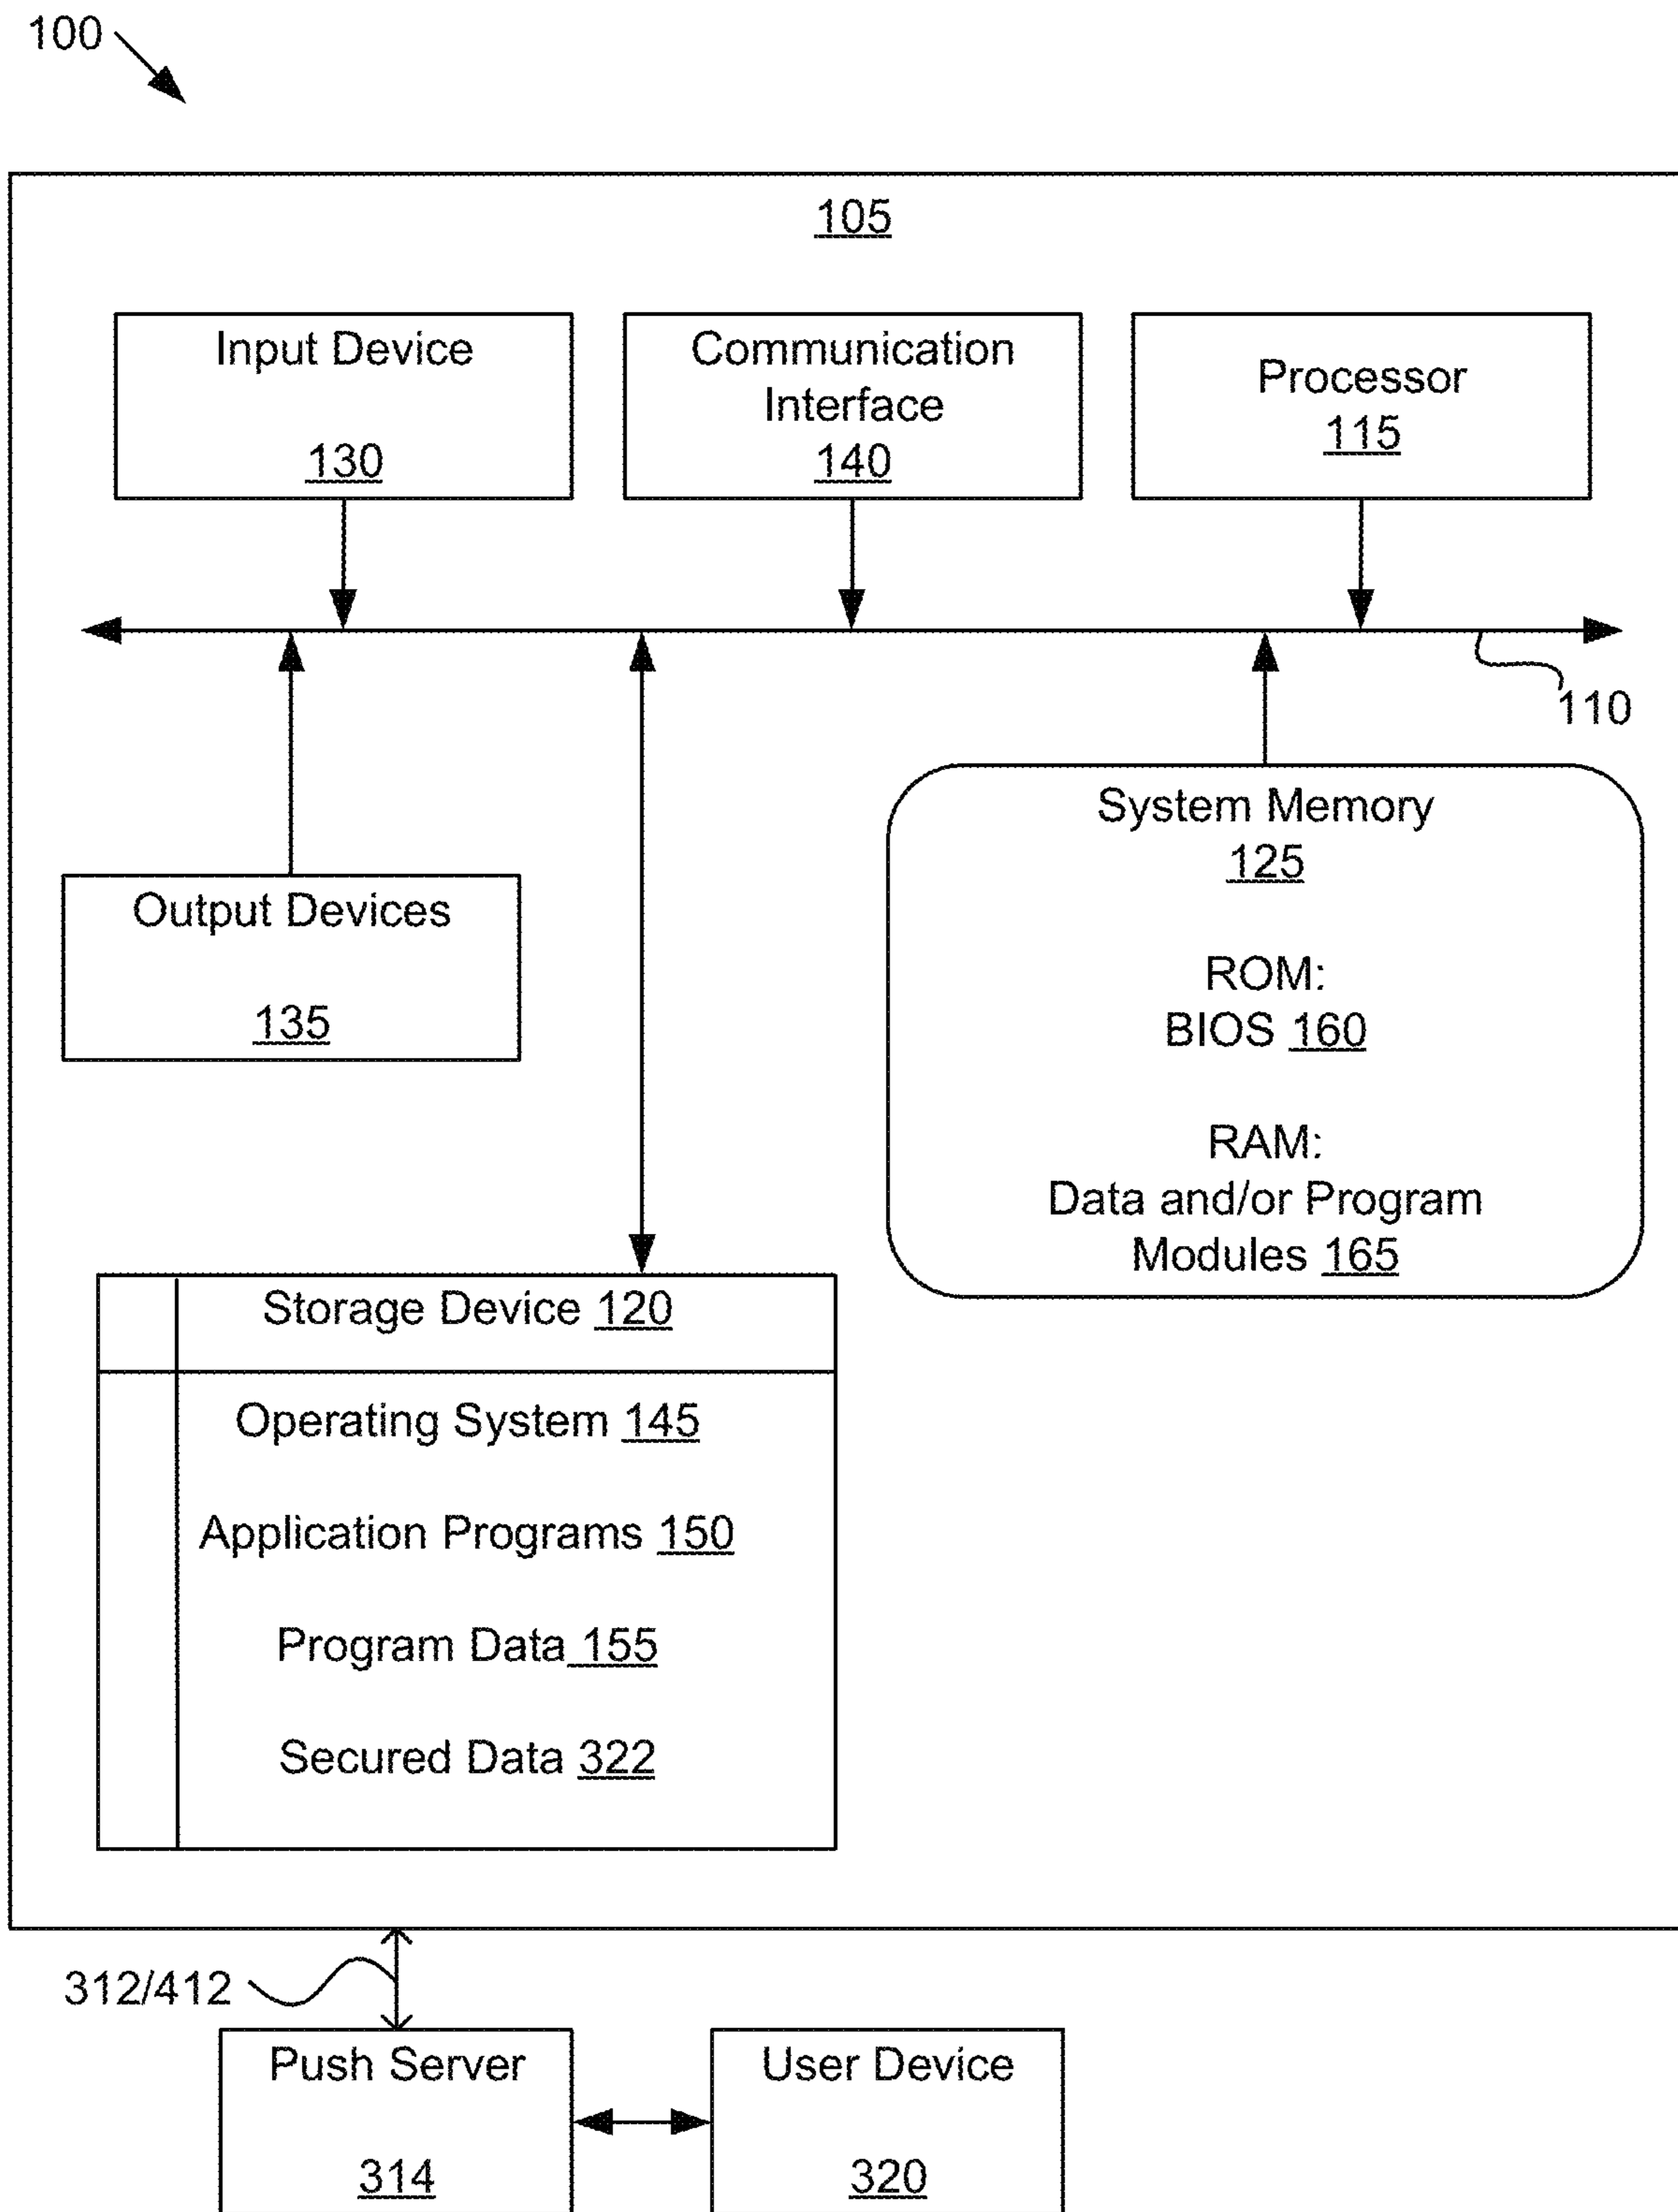 100
105
Input Device
130
Communication
Interface
140
Processor
115
110
Output Devices
135
System Memory
125
ROM:
BIOS 160
RAM:
Data and/or Program
Modules 165
Storage Device 120
Operating System 145
Application Programs 150
Program Data 155
Secured Data 322
312/412
Push Server
314
User Device
320